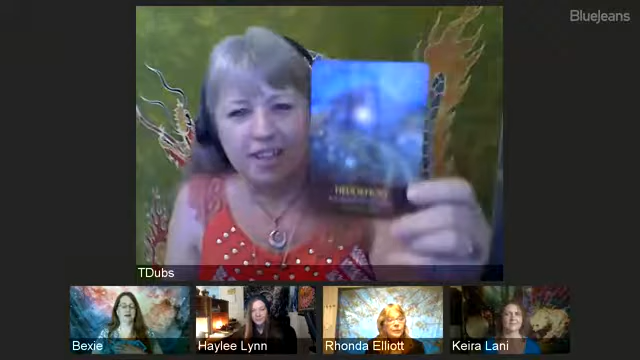 BlueJeans
TDubs
Bexie
Haylee Lynn
Rhonda Elliott
Keira Lani